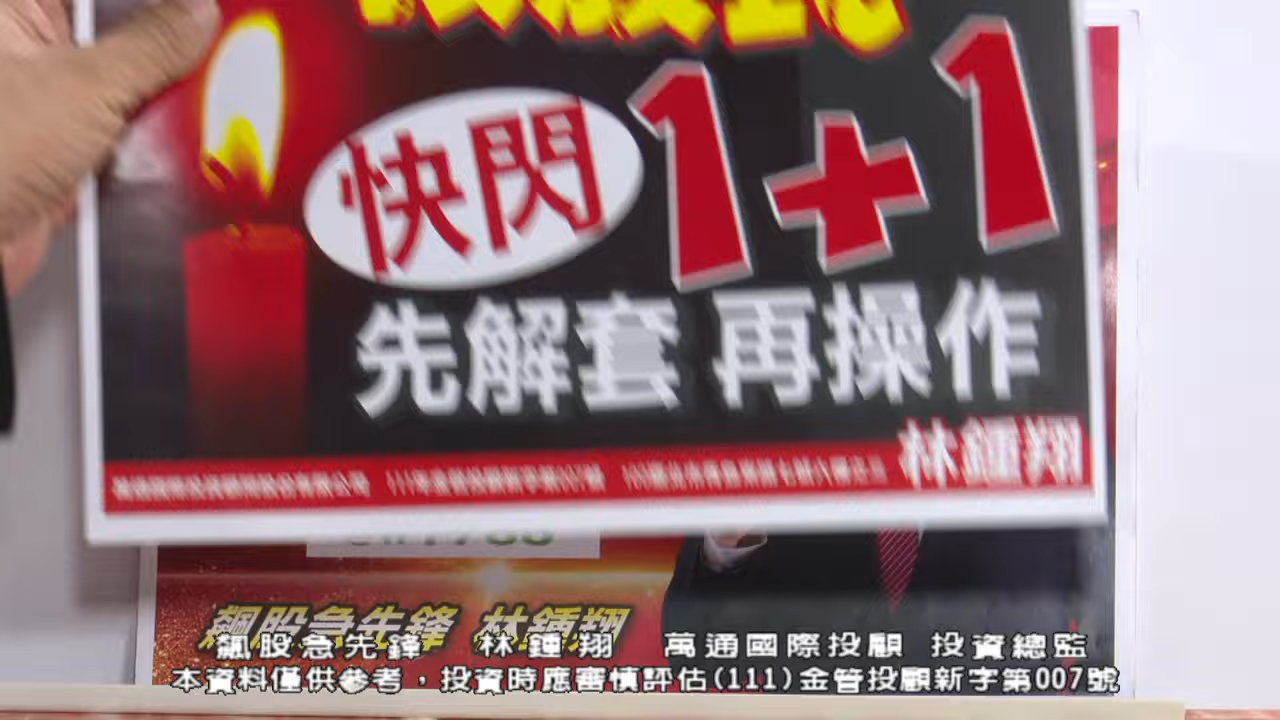 快閃 1+1
先解套 再操作
林鍾翔
飆股急先鋒 林鍾翔
飆股急先鋒 林鍾翔 萬通國際投顧 投資總監
本資料僅供參考，投資時應審慎評估(111)金管投顧新字第007號